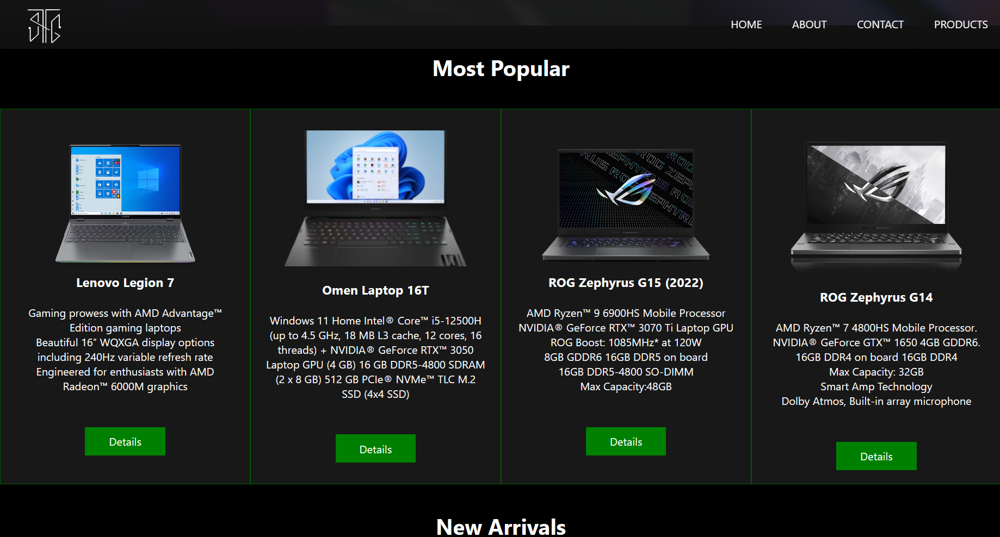 HOME ABOUT CONTACT PRODUCTS
Most Popular
Lenovo Legion 7
Gaming prowess with AMD Advantage™
Edition gaming laptops
Beautiful 16” WQXGA display options
including 240Hz variable refresh rate
Engineered for enthusiasts with AMD
Radeon™ 6000M graphics
Details
Omen Laptop 16T
Windows 11 Home Intel® Core™ i5-12500H
(up to 4.5 GHz, 18 MB L3 cache, 12 cores, 16
threads) + NVIDIA® GeForce RTX™ 3050
Laptop GPU (4 GB) 16 GB DDR5-4800 SDRAM
(2 x 8 GB) 512 GB PCIe® NVMe™ TLC M.2
SSD (4x4 SSD)
Details
ROG Zephyrus G15 (2022)
AMD Ryzen™ 9 6900HS Mobile Processor
NVIDIA® GeForce RTX™ 3070 Ti Laptop GPU
ROG Boost: 1085MHz* at 120W
8GB GDDR6 16GB DDR5 on board
16GB DDR5-4800 SO-DIMM
Max Capacity:48GB
Details
ROG Zephyrus G14
AMD Ryzen™ 7 4800HS Mobile Processor.
NVIDIA® GeForce GTX™ 1650 4GB GDDR6.
16GB DDR4 on board 16GB DDR4
Max Capacity: 32GB
Smart Amp Technology
Dolby Atmos, Built-in array microphone
Details
New Arrivals